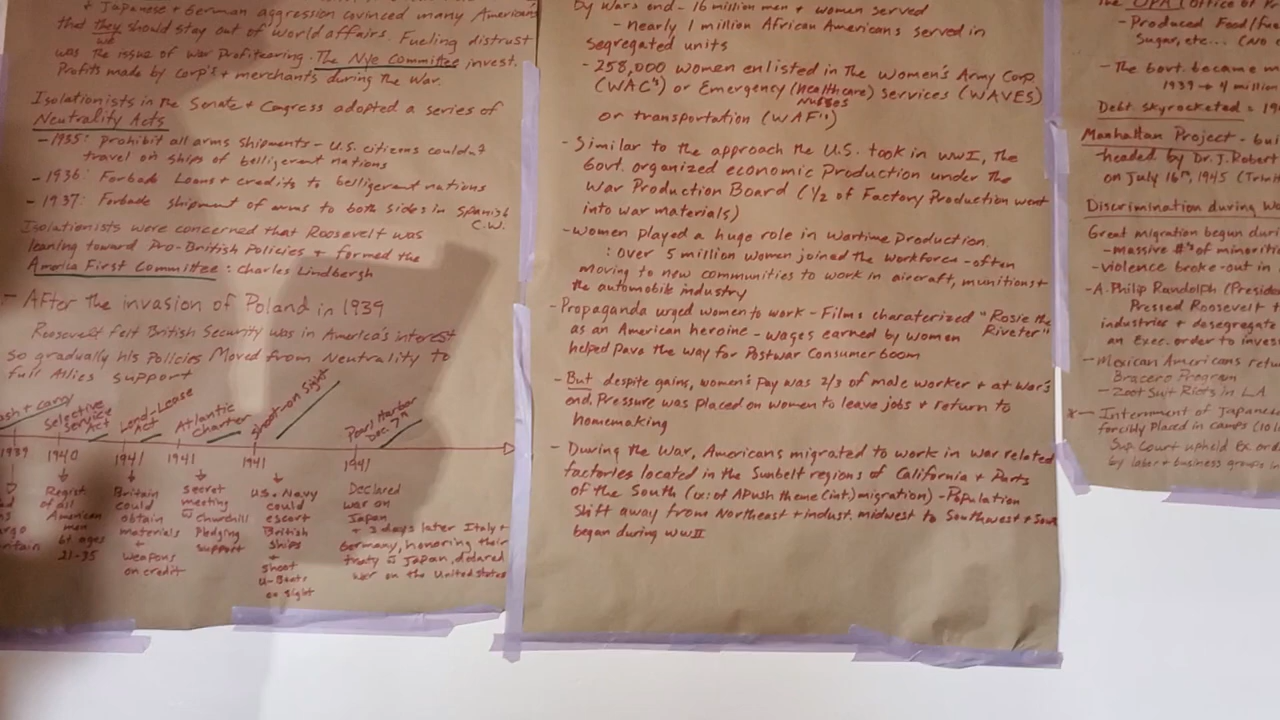 + Japanese + German aggression covinced many Americans
that they should stay out of world affairs. Fueling distrust
was the issue of war Profiteering. The Nye Committee invest.
Profits made by Corp's + merchants during the War.
Isolationists in the Senate + Congress adopted a series of
Neutrality Acts
- 1935: prohibit all arms shipments - U.S. citizens couldn't
travel on ships of belligerent nations
- 1936: Forbade Loans + credits to belligerent nations
- 1937: Forbade shipment of arms to both sides in Spanish
C.W.
Isolationists were concerned that Roosevelt was
leaning toward Pro-British Policies + formed the
America First Committee : Charles Lindbergh
- After the invasion of Poland in 1939
Roosevelt felt British Security was in America's interest
so gradually his Policies Moved from Neutrality to
full Allies support
ash + carry
Selective
Service
Act
Lend-Lease
Act
Atlantic
Charter
Shoot-on Sight
Pearl Harbor
Dec. 7th
1939
1940
1941
1941
1941
1941
Regist
of all
American
men
bt ages
21-35
Britain
could
obtain
materials
+
weapons
on credit
secret
meeting
w Churchill
Pledging
support
U.S. Navy
could
escort
British
ships
+
shoot
U-Boats
on sight
Declared
war on
Japan
+ 3 days later Italy +
Germany, honoring their
treaty w Japan, declared
war on the United States
By Wars end - 16 million men + women served
- nearly 1 million African Americans served in
segregated units
- 258,000 women enlisted in The Women's Army Corp
(WAC's) or Emergency (healthcare) services (WAVES)
nurses
or transportation (WAF's)
- Similar to the approach the U.S. took in WWI, the
Govt. organized economic Production under the
War Production Board (1/2 of Factory Production went
into war materials)
- Women played a huge role in wartime production.
: over 5 million women joined the workforce - often
moving to new communities to work in aircraft, munitions +
the automobile industry
- Propaganda urged women to work - Films charaterized "Rosie the
Riveter"
as an American heroine - wages earned by women
helped pave the way for Postwar Consumer boom
- But despite gains, women's pay was 2/3 of male worker + at war's
end, Pressure was placed on women to leave jobs + return to
homemaking
- During the War, Americans migrated to work in war related
factories located in the Sunbelt regions of California + Parts
of the South (ex: of APUSH theme (int.) migration) - Population
Shift away from Northeast + indust. midwest to Southwest + South
began during WWII
The OPA (Office of Pr
- Produced Food/fue
Sugar, etc... (No
- The Govt. became m
1939 → 4 million
Debt skyrocketed = 19
Manhattan Project - bui
headed by Dr. J. Robert
on July 16th, 1945 (Trini
Discrimination during W
Great migration begun duri
- massive #'s of minoriti
- violence broke-out in
- A. Philip Randolph (Preside
Pressed Roosevelt +
industries + desegregate
an Exec. order to inves
- Mexican Americans retu
Bracero Program
- Zoot Suit Riots in L.A.
Internment of Japanese
forcibly Placed in camps (10 l
Sup. Court upheld Ex. or
by labor + business groups i